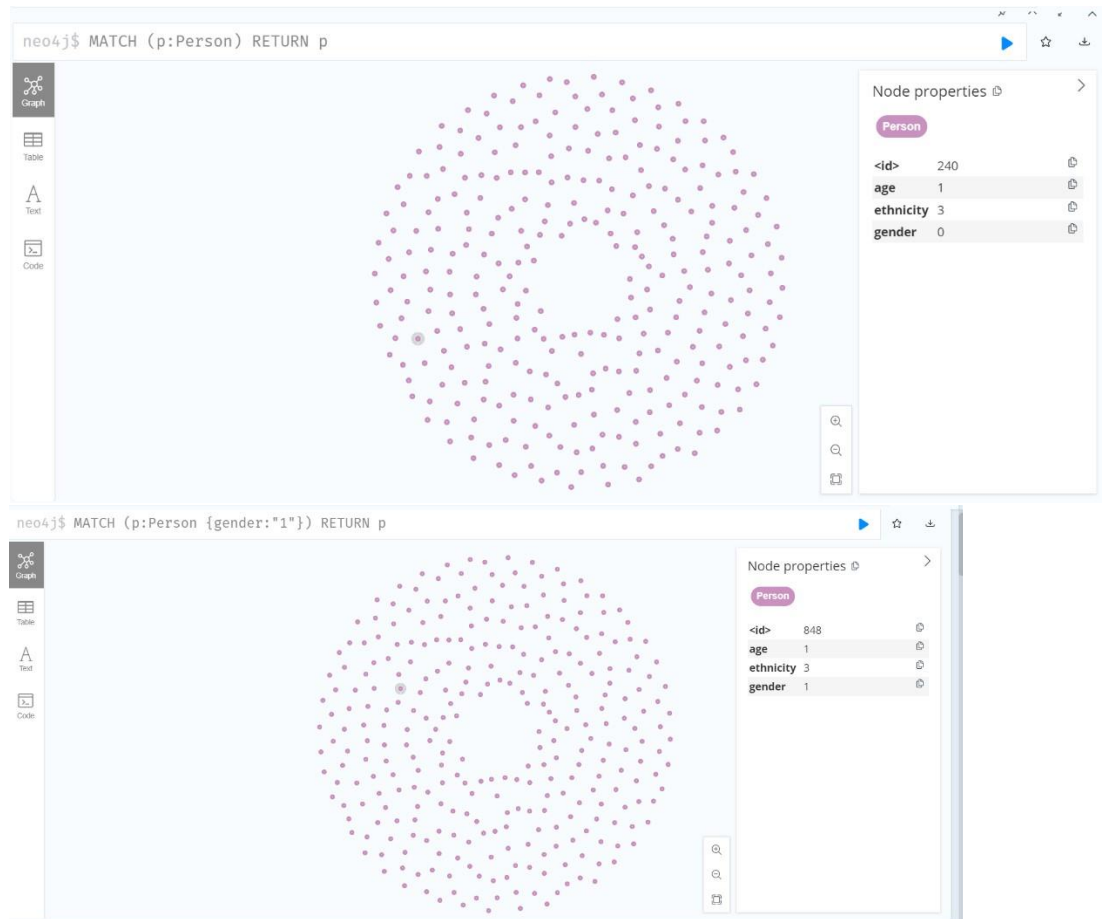 neo4j$ MATCH (p:Person) RETURN p
Graph
Table
Text
Code
Node properties
Person
<id> 240
age 1
ethnicity 3
gender 0
neo4j$ MATCH (p:Person {gender:"1"}) RETURN p
Graph
Table
Text
Code
Node properties
Person
<id> 848
age 1
ethnicity 3
gender 1